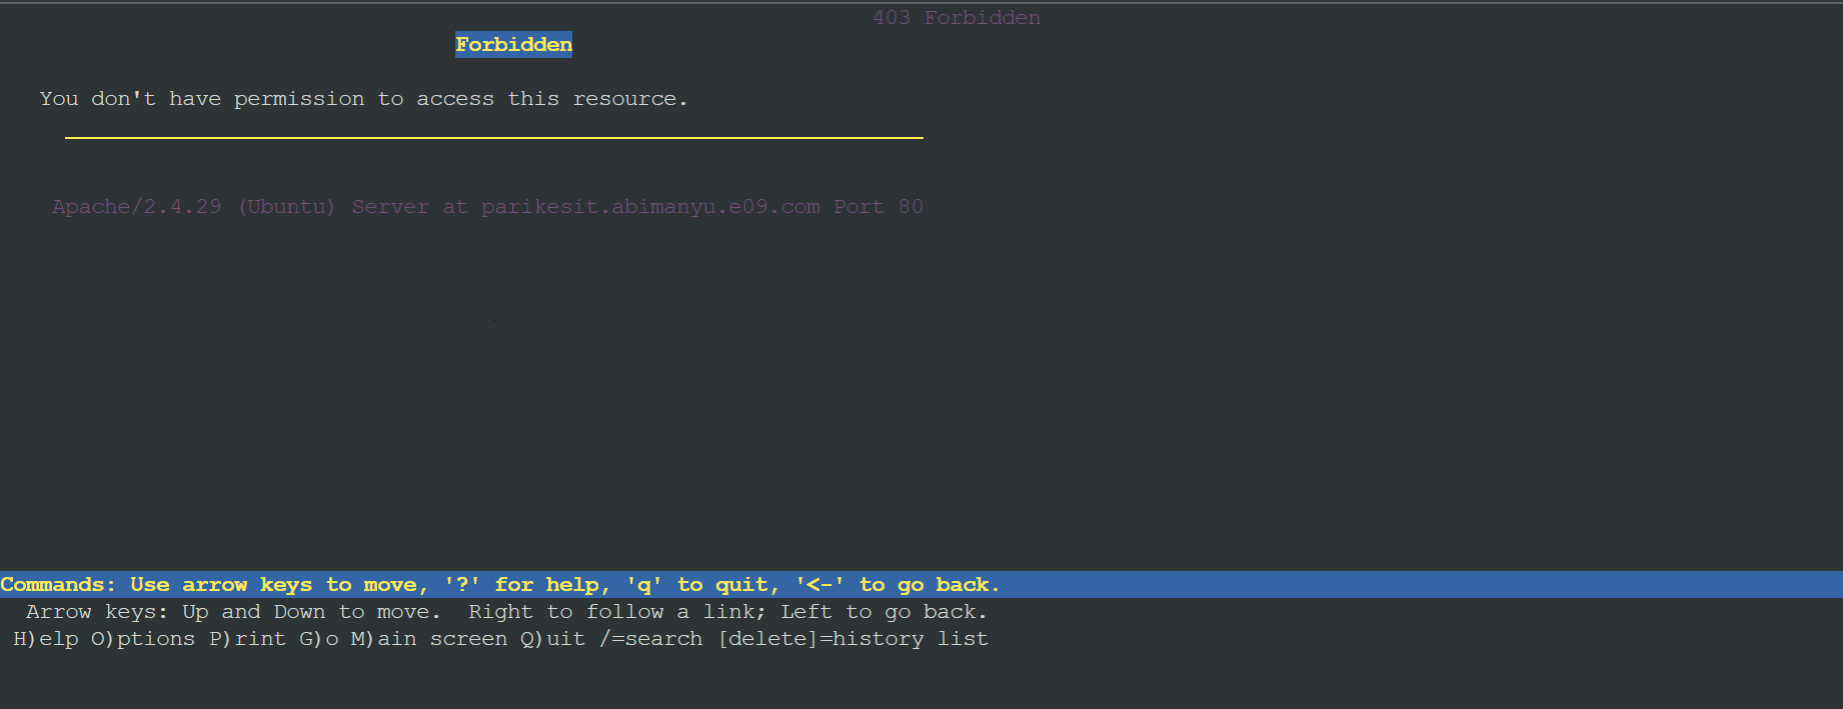 403 Forbidden
Forbidden
You don't have permission to access this resource.
Apache/2.4.29 (Ubuntu) Server at parikesit.abimanyu.e09.com Port 80
Commands: Use arrow keys to move, '?' for help, 'q' to quit, '<-' to go back.
Arrow keys: Up and Down to move.  Right to follow a link; Left to go back.
H)elp O)ptions P)rint G)o M)ain screen Q)uit /=search [delete]=history list